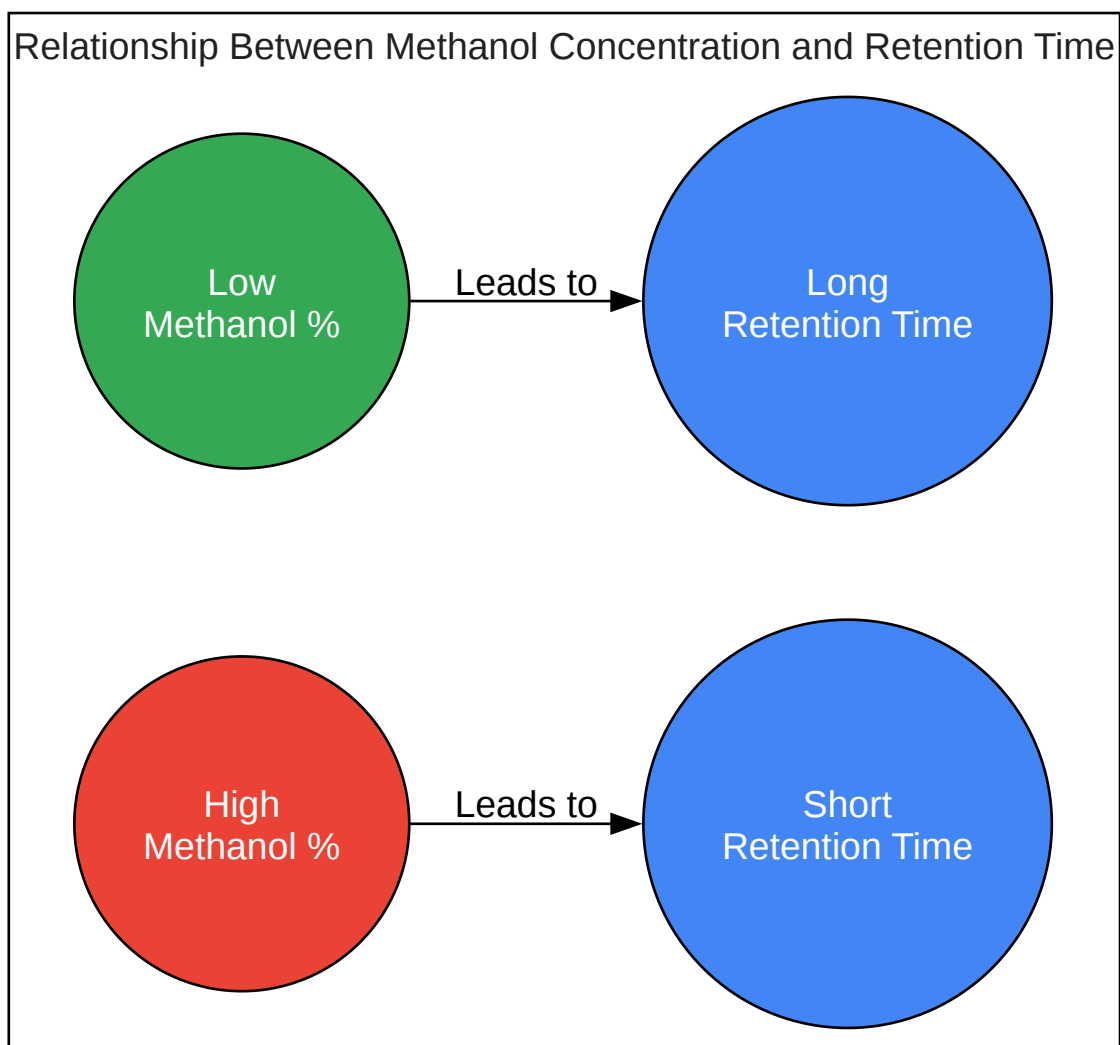 Relationship Between Methanol Concentration and Retention Time
Low
Methanol %
Leads to
Long
Retention Time
High
Methanol %
Leads to
Short
Retention Time